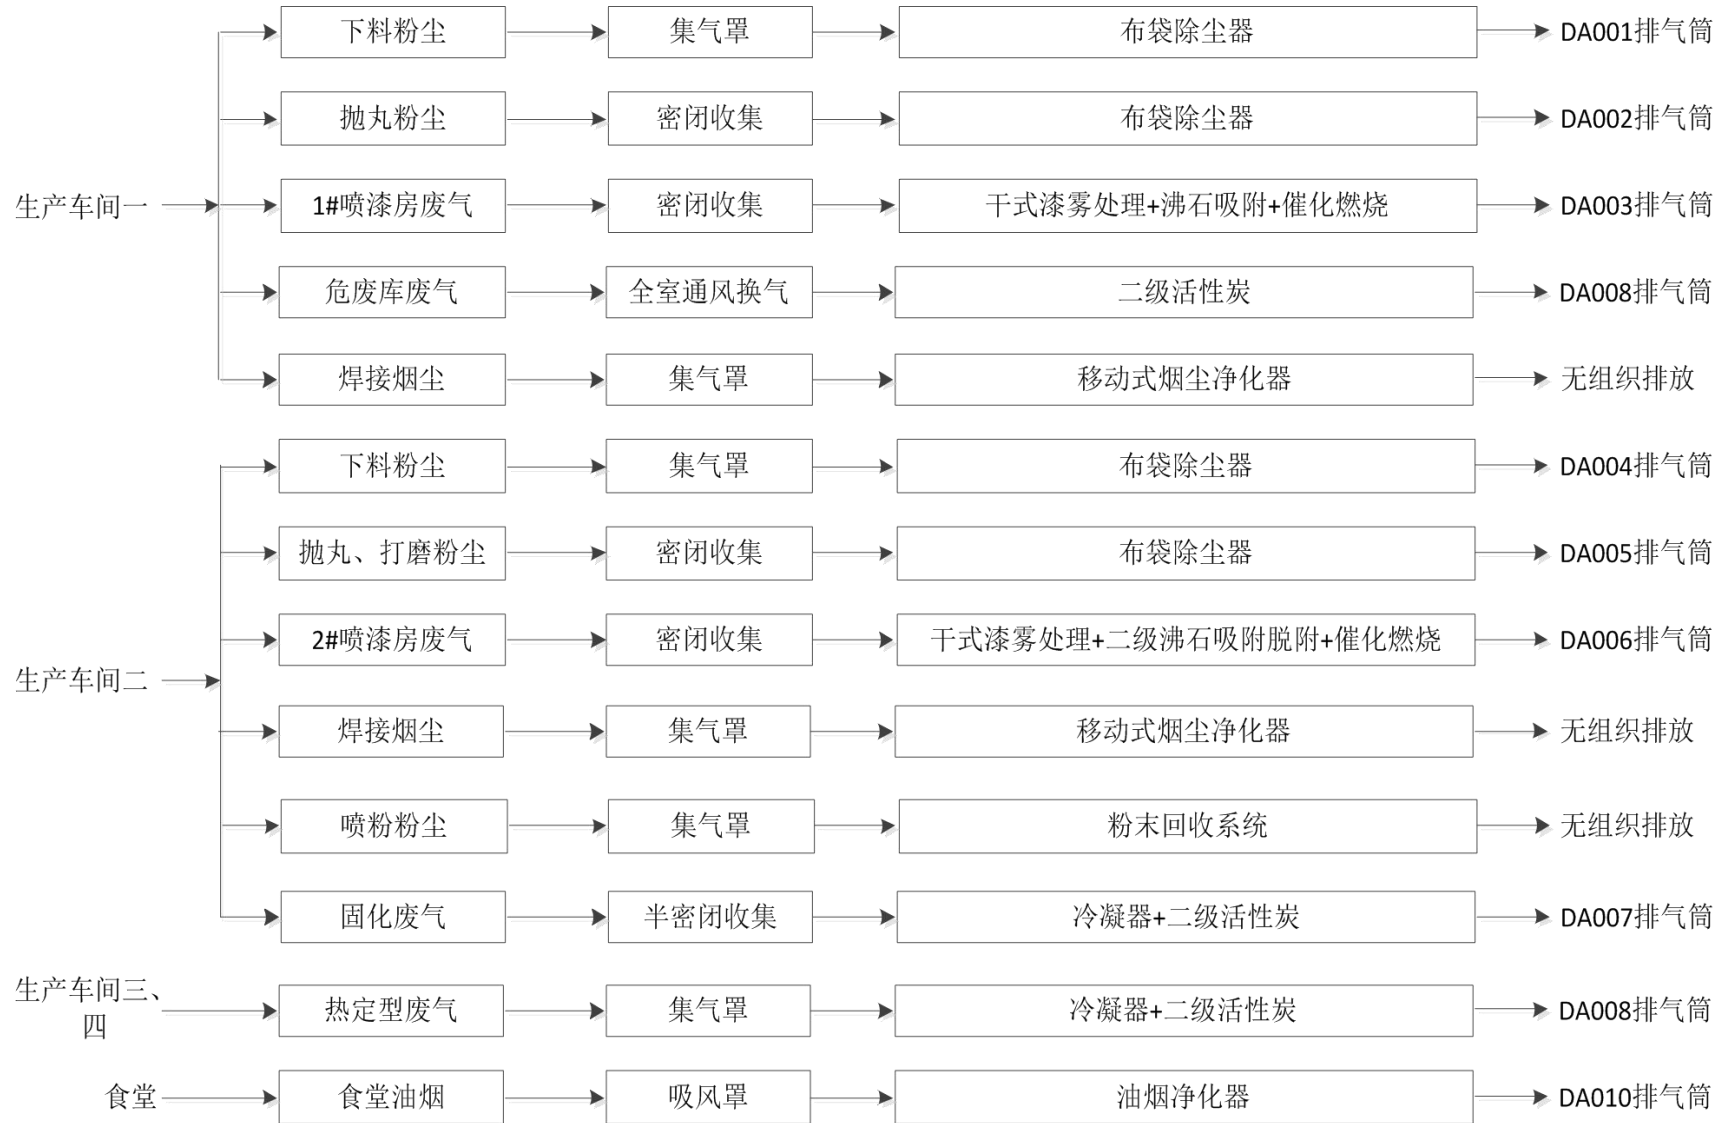 下料粉尘 集气罩 布袋除尘器 DA001排气筒
抛丸粉尘 密闭收集 布袋除尘器 DA002排气筒
生产车间一 1#喷漆房废气 密闭收集 干式漆雾处理+沸石吸附+催化燃烧 DA003排气筒
危废库废气 全室通风换气 二级活性炭 DA008排气筒
焊接烟尘 集气罩 移动式烟尘净化器 无组织排放
下料粉尘 集气罩 布袋除尘器 DA004排气筒
抛丸、打磨粉尘 密闭收集 布袋除尘器 DA005排气筒
2#喷漆房废气 密闭收集 干式漆雾处理+二级沸石吸附脱附+催化燃烧 DA006排气筒
生产车间二
焊接烟尘 集气罩 移动式烟尘净化器 无组织排放
喷粉粉尘 集气罩 粉末回收系统 无组织排放
固化废气 半密闭收集 冷凝器+二级活性炭 DA007排气筒
生产车间三、
四
热定型废气 集气罩 冷凝器+二级活性炭 DA008排气筒
食堂 食堂油烟 吸风罩 油烟净化器 DA010排气筒